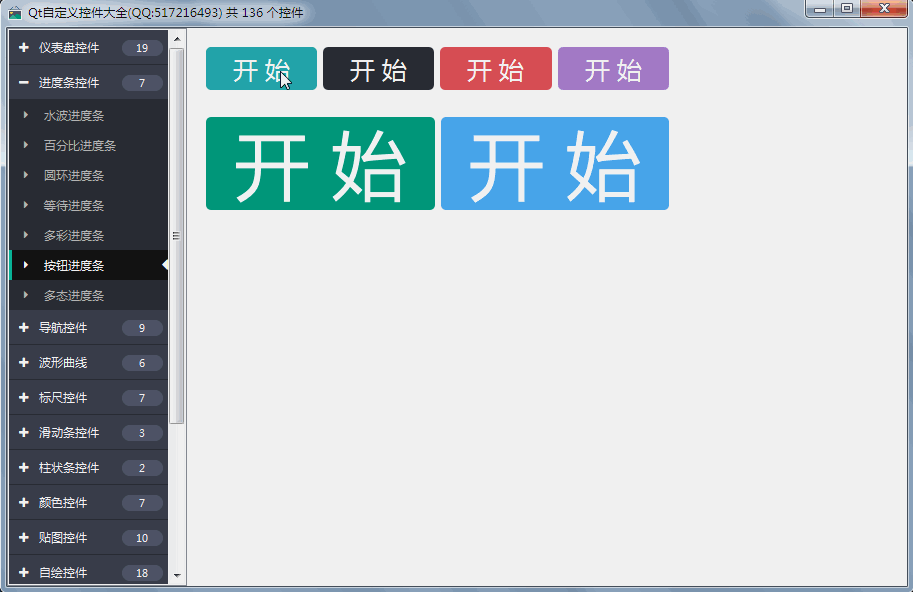 Qt自定义控件大全(QQ:517216493) 共 136 个控件
仪表盘控件 19
进度条控件 7
水波进度条
百分比进度条
圆环进度条
等待进度条
多彩进度条
按钮进度条
多态进度条
导航控件 9
波形曲线 6
标尺控件 7
滑动条控件 3
柱状条控件 2
颜色控件 7
贴图控件 10
自绘控件 18
开 始 开 始 开 始 开 始
开 始 开 始